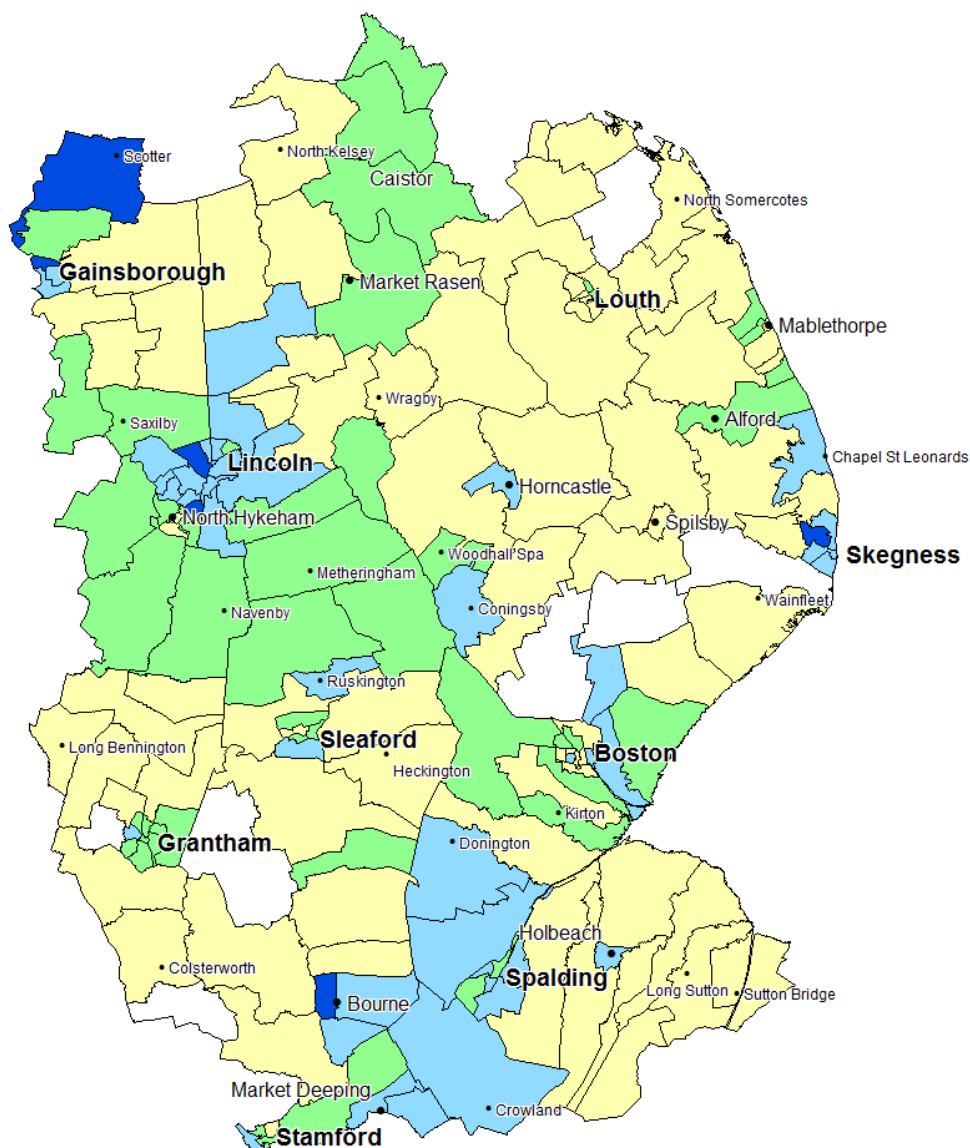 Scotter
North Kelsey
Caistor
North Somercotes
Gainsborough
Market Rasen
Louth
Mablethorpe
Wragby
Saxilby
Alford
Lincoln
Chapel St Leonards
Horncastle
North Hykeham
Spilsby
Woodhall Spa
Skegness
Metheringham
Wainfleet
Navenby
Coningsby
Ruskington
Sleaford
Long Bennington
Boston
Heckington
Kirton
Grantham
Donington
Holbeach
Colsterworth
Spalding
Long Sutton
Sutton Bridge
Bourne
Market Deeping
Crowland
Stamford